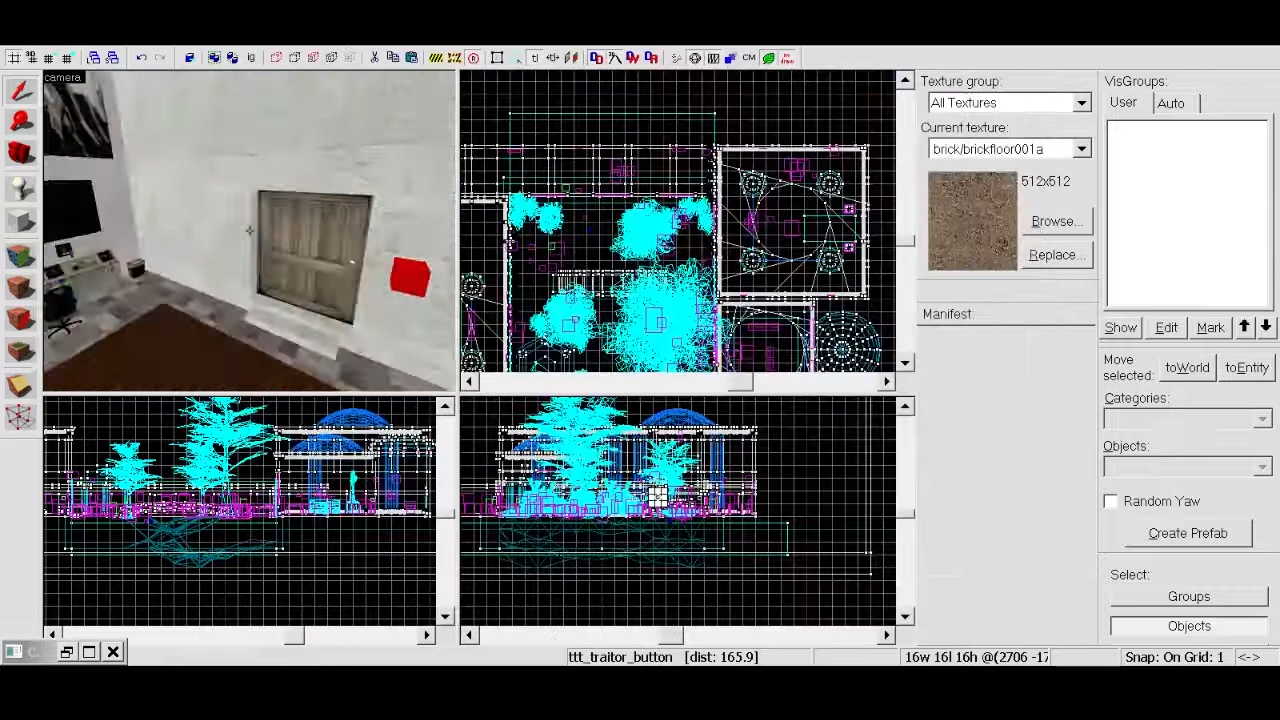 3D
CM
camera
Texture group:
All Textures
Current texture:
brick/brickfloor001a
512x512
Browse...
Replace...
Manifest:
VisGroups:
User
Auto
Show
Edit
Mark
Move
selected:
toWorld
toEntity
Categories:
Objects:
Random Yaw
Create Prefab
Select:
Groups
Objects
ttt_traitor_button [dist: 165.9]
16w 16l 16h @(2706 -17
Snap: On Grid: 1
<->